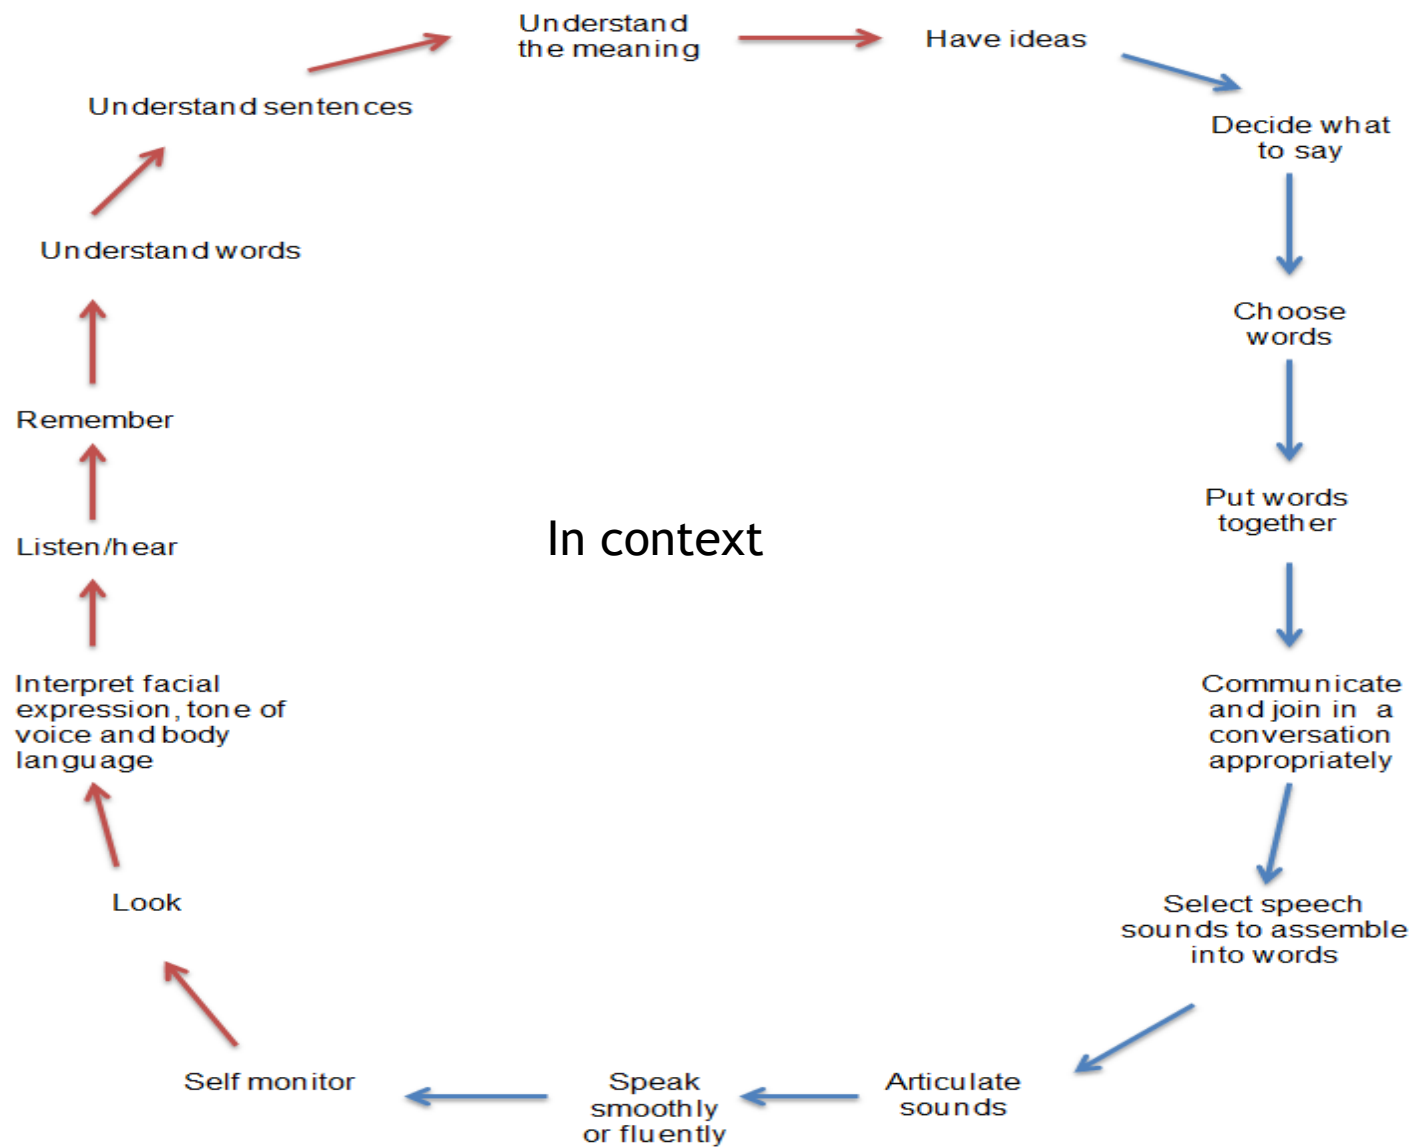 Understand
the meaning
Have ideas
Decide what
to say
Choose
words
Put words
together
Communicate
and join in a
conversation
appropriately
Select speech
sounds to assemble
into words
Articulate
sounds
Speak
smoothly
or fluently
Self monitor
Look
Interpret facial
expression, tone of
voice and body
language
Listen/hear
Remember
Understand words
Understand sentences
In context